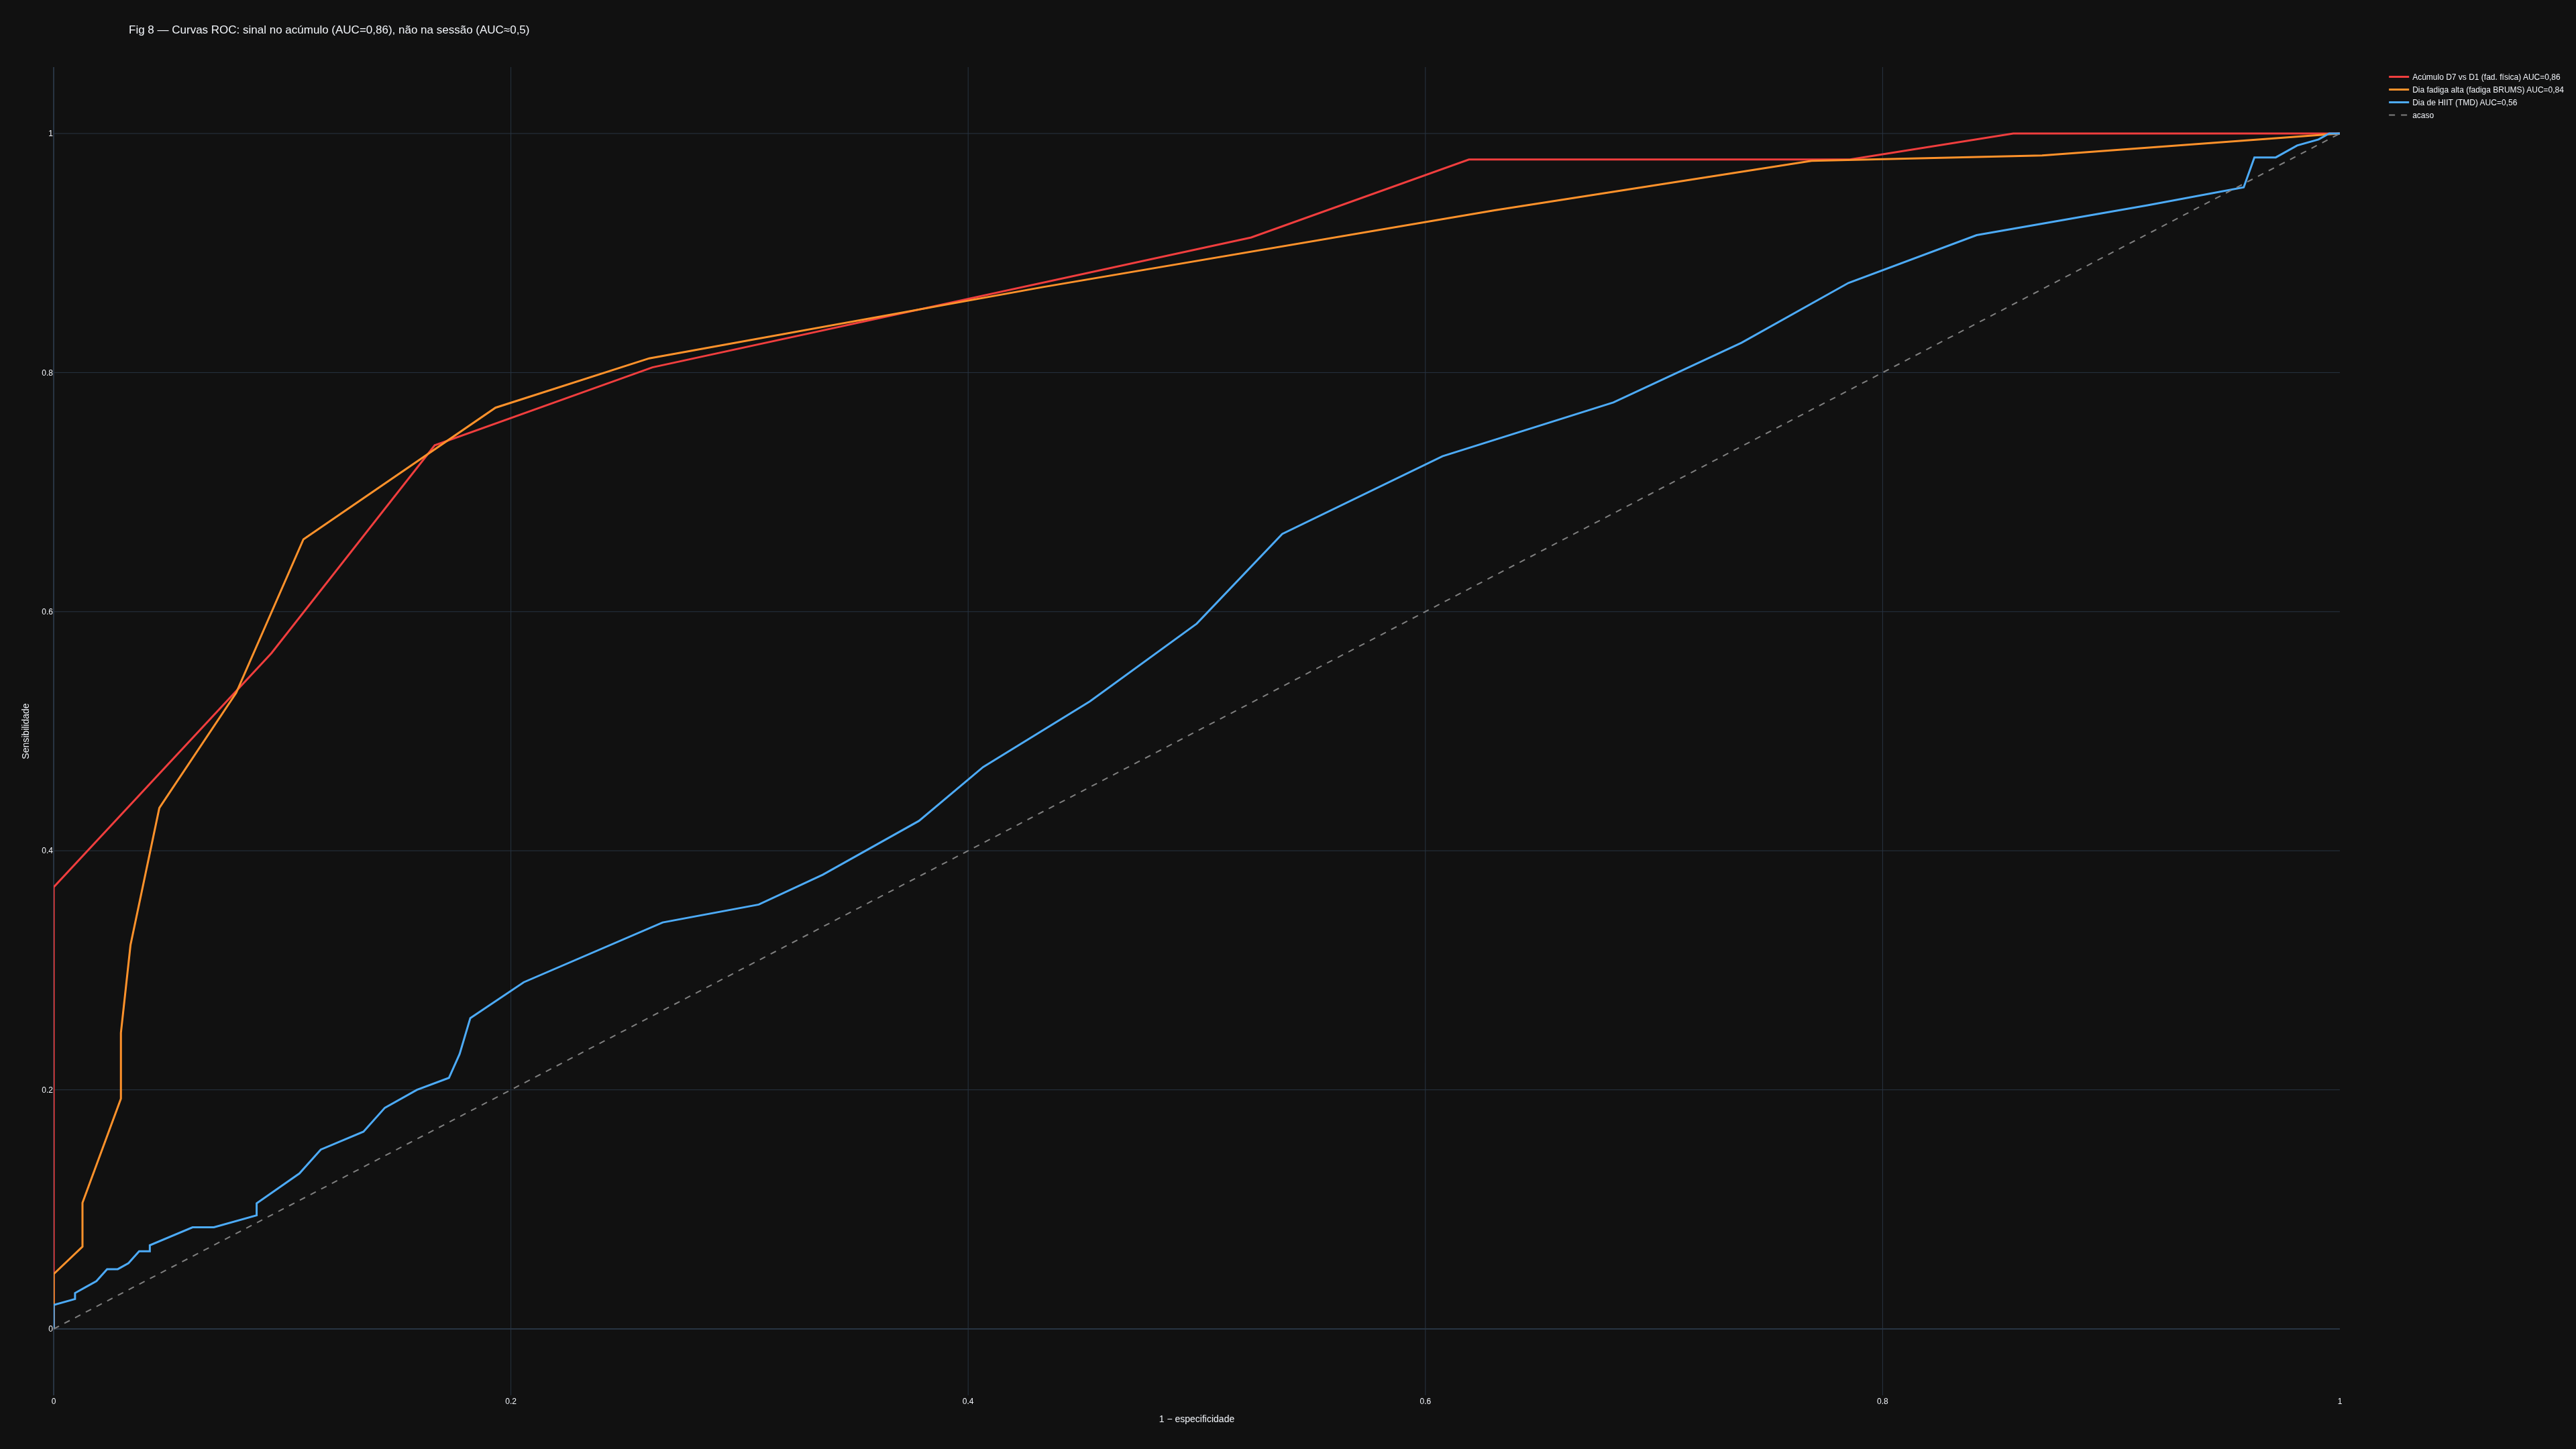 Fig 8 — Curvas ROC: sinal no acúmulo (AUC=0,86), não na sessão (AUC≈0,5)
Acúmulo D7 vs D1 (fad. física) AUC=0,86
Dia fadiga alta (fadiga BRUMS) AUC=0,84
Dia de HIIT (TMD) AUC=0,56
acaso
1
0.8
0.6
Sensibilidade
0.4
0.2
0
0
0.2
0.4
0.6
0.8
1
1 − especificidade